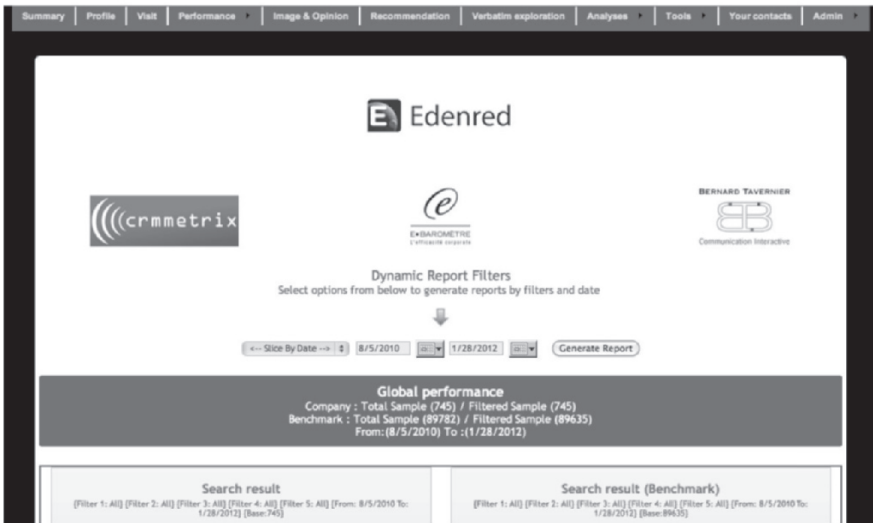 Summary Profile Visit Performance Image & Opinion Recommendation Verbatim exploration Analyses Tools Your contacts Admin
Edenred
(((crmmetrix
e
E•BAROMÈTRE
L'efficacité corporate
BERNARD TAVERNIER
Communication Interactive
Dynamic Report Filters
Select options from below to generate reports by filters and date
<-- Slice By Date --> 8/5/2010 1/28/2012 Generate Report
Global performance
Company : Total Sample (745) / Filtered Sample (745)
Benchmark : Total Sample (89782) / Filtered Sample (89635)
From:(8/5/2010) To :(1/28/2012)
Search result
[Filter 1: All] [Filter 2: All] [Filter 3: All] [Filter 4: All] [Filter 5: All] [From: 8/5/2010 To:
1/28/2012] [Base:745]
Search result (Benchmark)
[Filter 1: All] [Filter 2: All] [Filter 3: All] [Filter 4: All] [Filter 5: All] [From: 8/5/2010 To:
1/28/2012] [Base:89635]